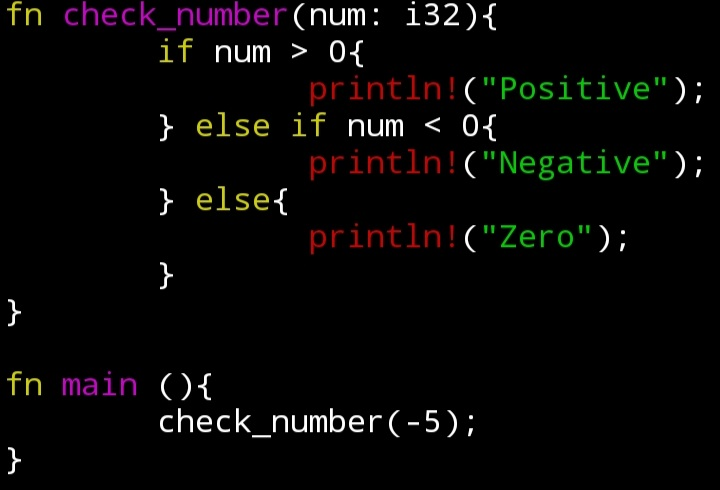 fn check_number(num: i32){
        if num > 0{
                println!("Positive");
        } else if num < 0{
                println!("Negative");
        } else{
                println!("Zero");
        }
}

fn main (){
        check_number(-5);
}